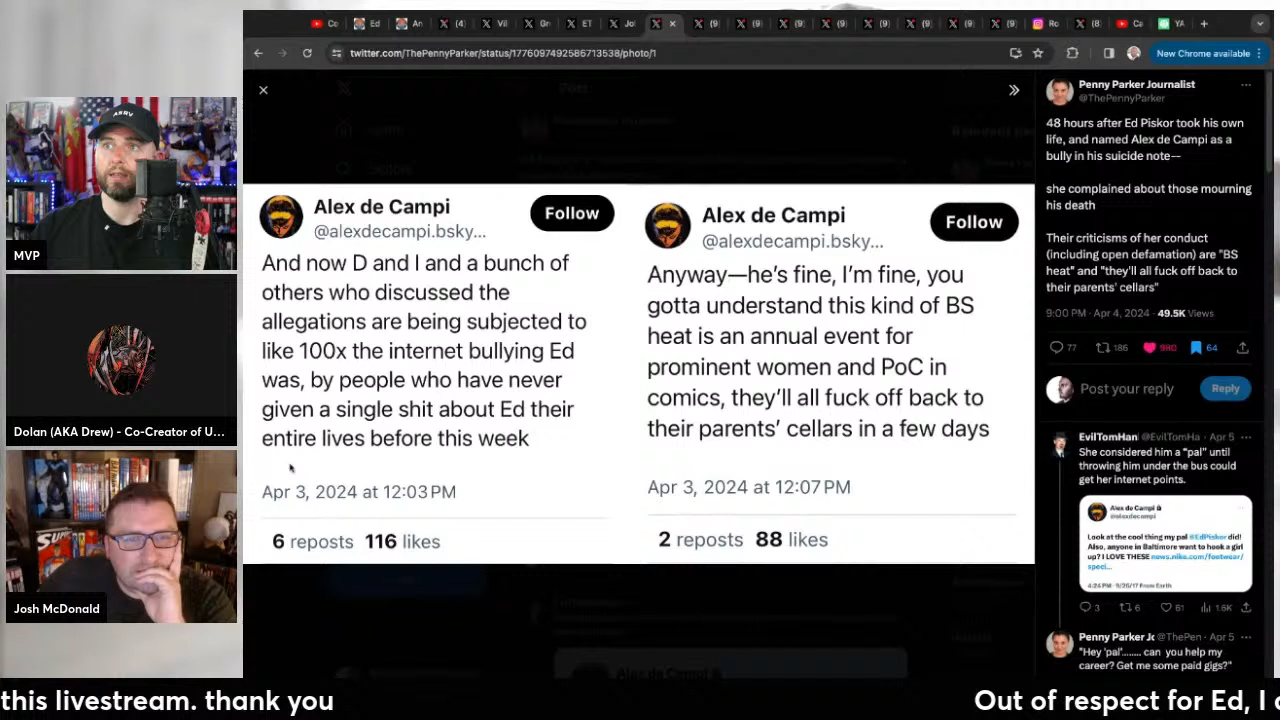 Ed
An
(4)
Vil
ET
twitter.com/ThePennyParker/status/1776097492586713538/photo/1
New Chrome available
ASRV
MVP
Dolan (AKA Drew) - Co-Creator of U...
Josh McDonald
Alex de Campi
@alexdecampi.bsky...
Follow
And now D and I and a bunch of
others who discussed the
allegations are being subjected to
like 100x the internet bullying Ed
was, by people who have never
given a single shit about Ed their
entire lives before this week
Apr 3, 2024 at 12:03 PM
6 reposts 116 likes
Alex de Campi
@alexdecampi.bsky...
Follow
Anyway—he's fine, I'm fine, you
gotta understand this kind of BS
heat is an annual event for
prominent women and PoC in
comics, they'll all fuck off back to
their parents' cellars in a few days
Apr 3, 2024 at 12:07 PM
2 reposts 88 likes
Penny Parker Journalist
@ThePennyParker
48 hours after Ed Piskor took his own
life, and named Alex de Campi as a
bully in his suicide note--
she complained about those mourning
his death
Their criticisms of her conduct
(including open defamation) are "BS
heat" and "they'll all fuck off back to
their parents' cellars"
9:00 PM · Apr 4, 2024 · 49.5K Views
77 186 990 64
Post your reply
Reply
EvilTomHan @EvilTomHa · Apr 5
She considered him a "pal" until
throwing him under the bus could
get her internet points.
Alex de Campi
@alexdecampi
Look at the cool thing my pal @EdPiskor did!
Also, anyone in Baltimore want to hook a girl
up? I LOVE THESE news.nike.com/footwear/
speci...
4:24 PM · 9/26/17 From Earth
3 6 61 1.6K
Penny Parker Jc @ThePen · Apr 5
"Hey 'pal'........ can you help my
career? Get me some paid gigs?"
this livestream. thank you
Out of respect for Ed, I